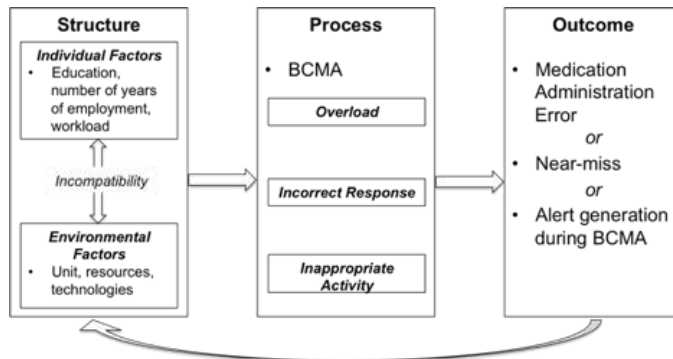 Structure
Individual Factors
• Education,
number of years
of employment,
workload
Incompatibility
Environmental
Factors
• Unit, resources,
technologies
Process
• BCMA
Overload
Incorrect Response
Inappropriate
Activity
Outcome
• Medication
Administration
Error
or
• Near-miss
or
• Alert generation
during BCMA